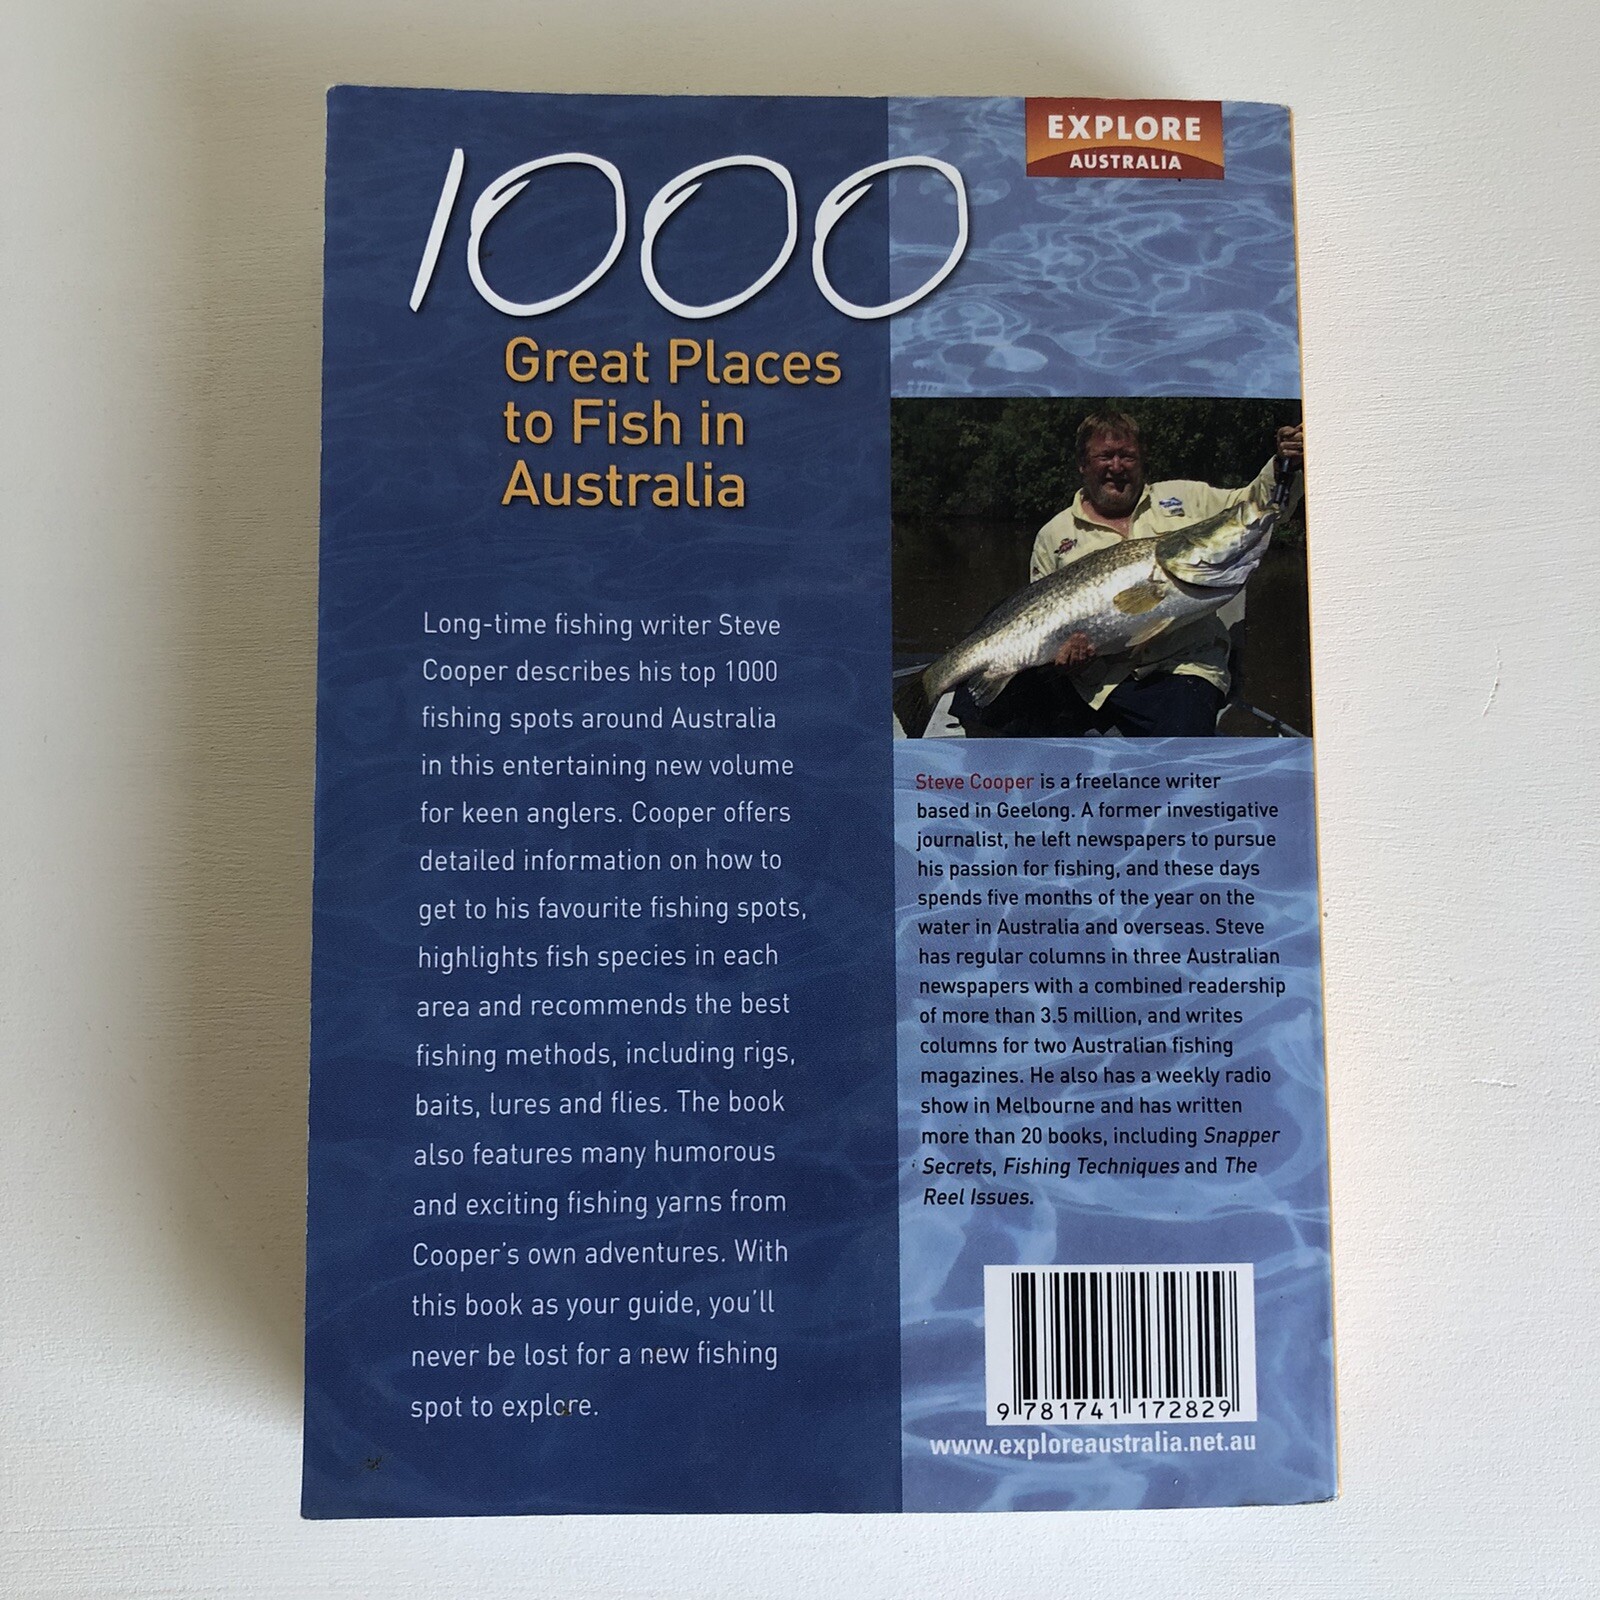 EXPLORE
AUSTRALIA
1000
Great Places
to Fish in
Australia
Long-time fishing writer Steve
Cooper describes his top 1000
fishing spots around Australia
in this entertaining new volume
for keen anglers. Cooper offers
detailed information on how to
get to his favourite fishing spots,
highlights fish species in each
area and recommends the best
fishing methods, including rigs,
baits, lures and flies. The book
also features many humorous
and exciting fishing yarns from
Cooper's own adventures. With
this book as your guide, you'll
never be lost for a new fishing
spot to explore.
Steve Cooper is a freelance writer
based in Geelong. A former investigative
journalist, he left newspapers to pursue
his passion for fishing, and these days
spends five months of the year on the
water in Australia and overseas. Steve
has regular columns in three Australian
newspapers with a combined readership
of more than 3.5 million, and writes
columns for two Australian fishing
magazines. He also has a weekly radio
show in Melbourne and has written
more than 20 books, including Snapper
Secrets, Fishing Techniques and The
Reel Issues.
9 781741 172829
www.exploreaustralia.net.au